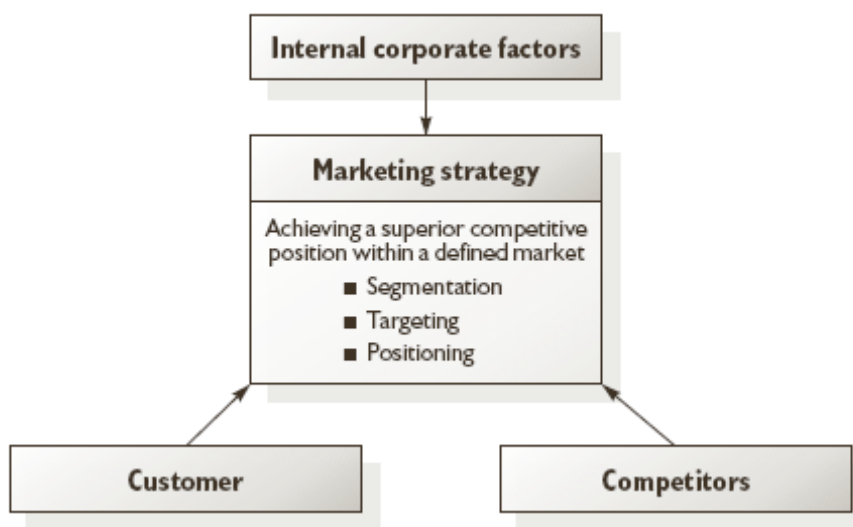 Internal corporate factors
Marketing strategy
Achieving a superior competitive
position within a defined market
■ Segmentation
■ Targeting
■ Positioning
Customer
Competitors